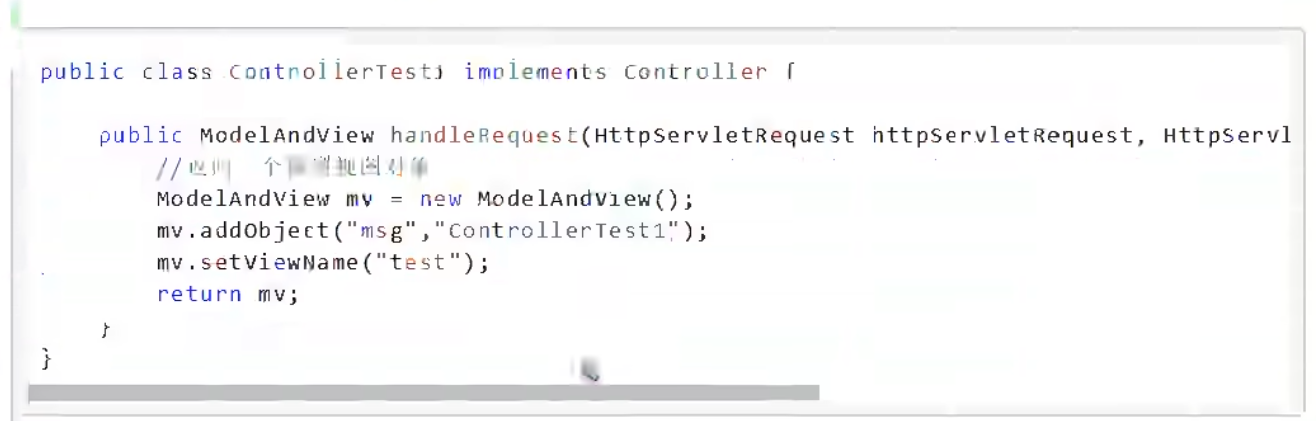 public class ControllerTest1 implements Controller {
public ModelAndView handleRequest(HttpServletRequest httpServletRequest, HttpServl
//返回一个模型视图对象
ModelAndView mv = new ModelAndView();
mv.addObject("msg","ControllerTest1");
mv.setViewName("test");
return mv;
}
}